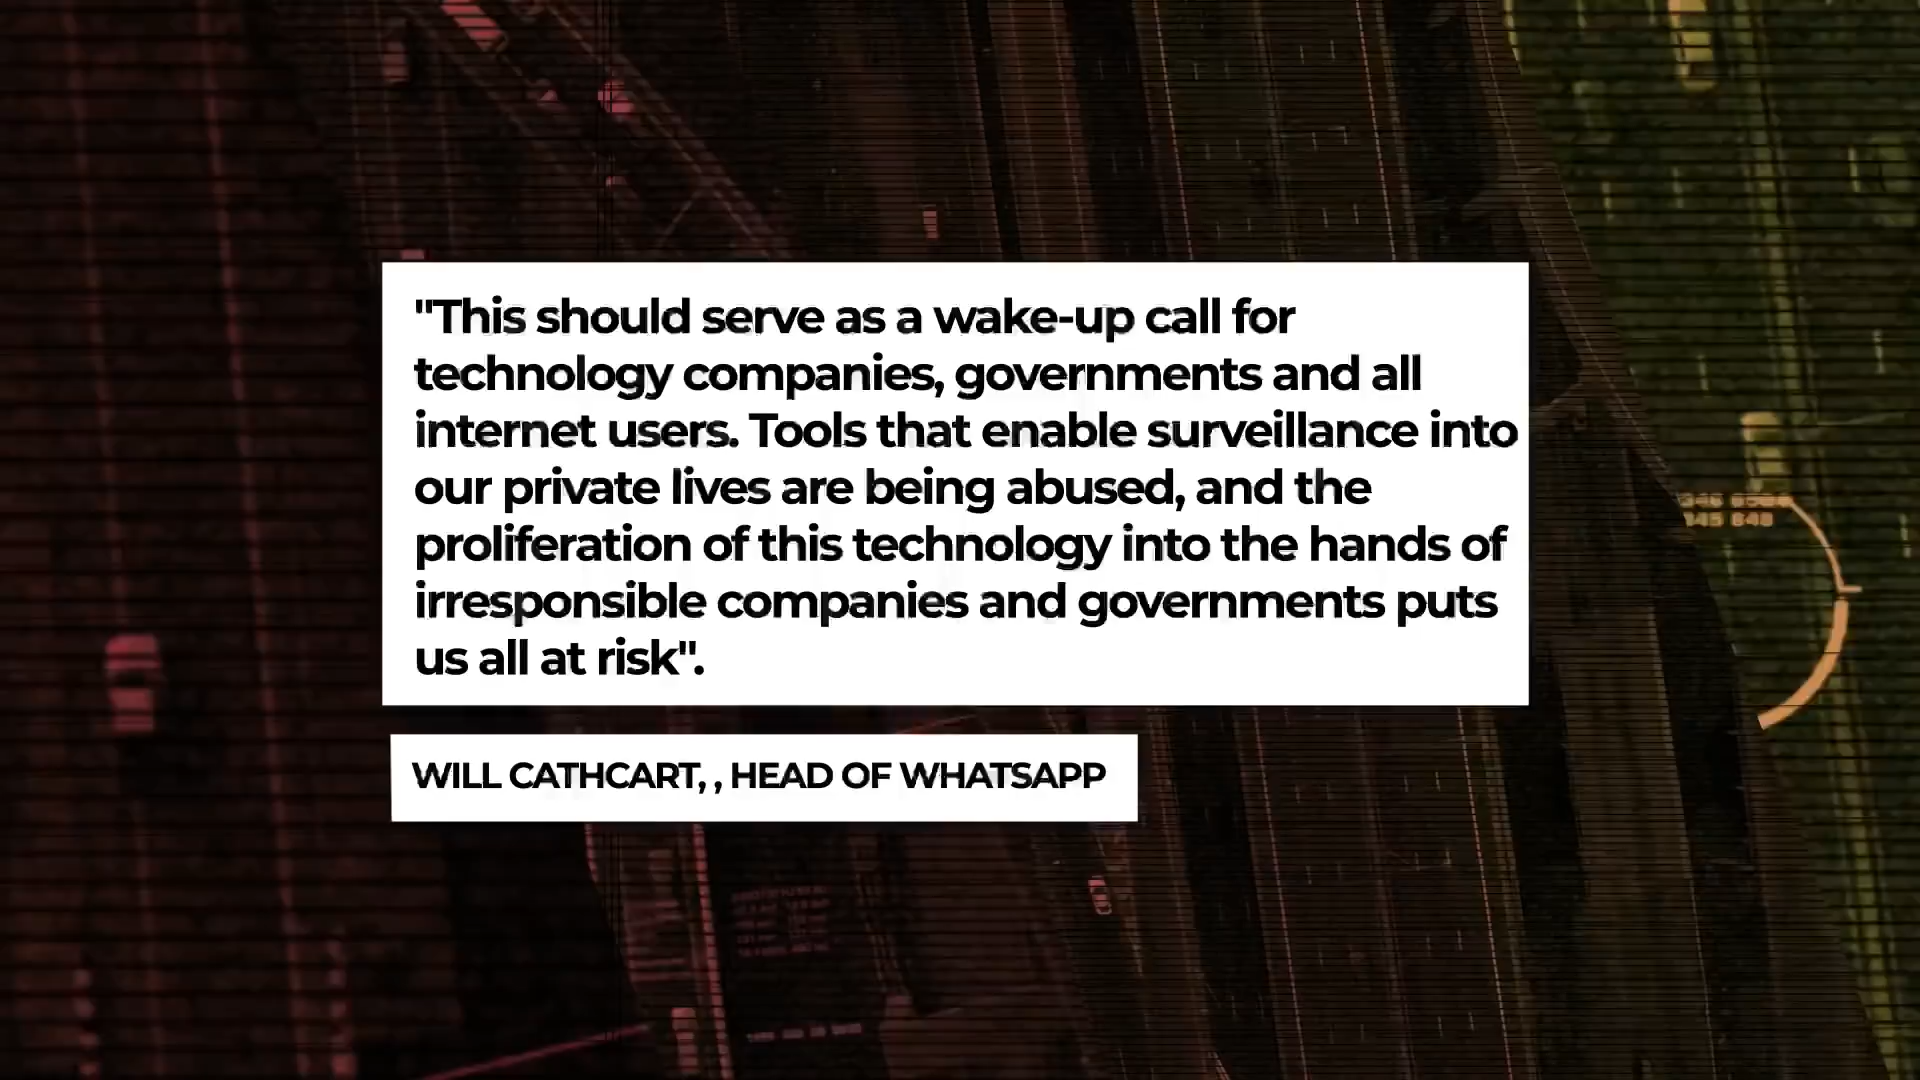 "This should serve as a wake-up call for
technology companies, governments and all
internet users. Tools that enable surveillance into
our private lives are being abused, and the
proliferation of this technology into the hands of
irresponsible companies and governments puts
us all at risk".
WILL CATHCART, , HEAD OF WHATSAPP